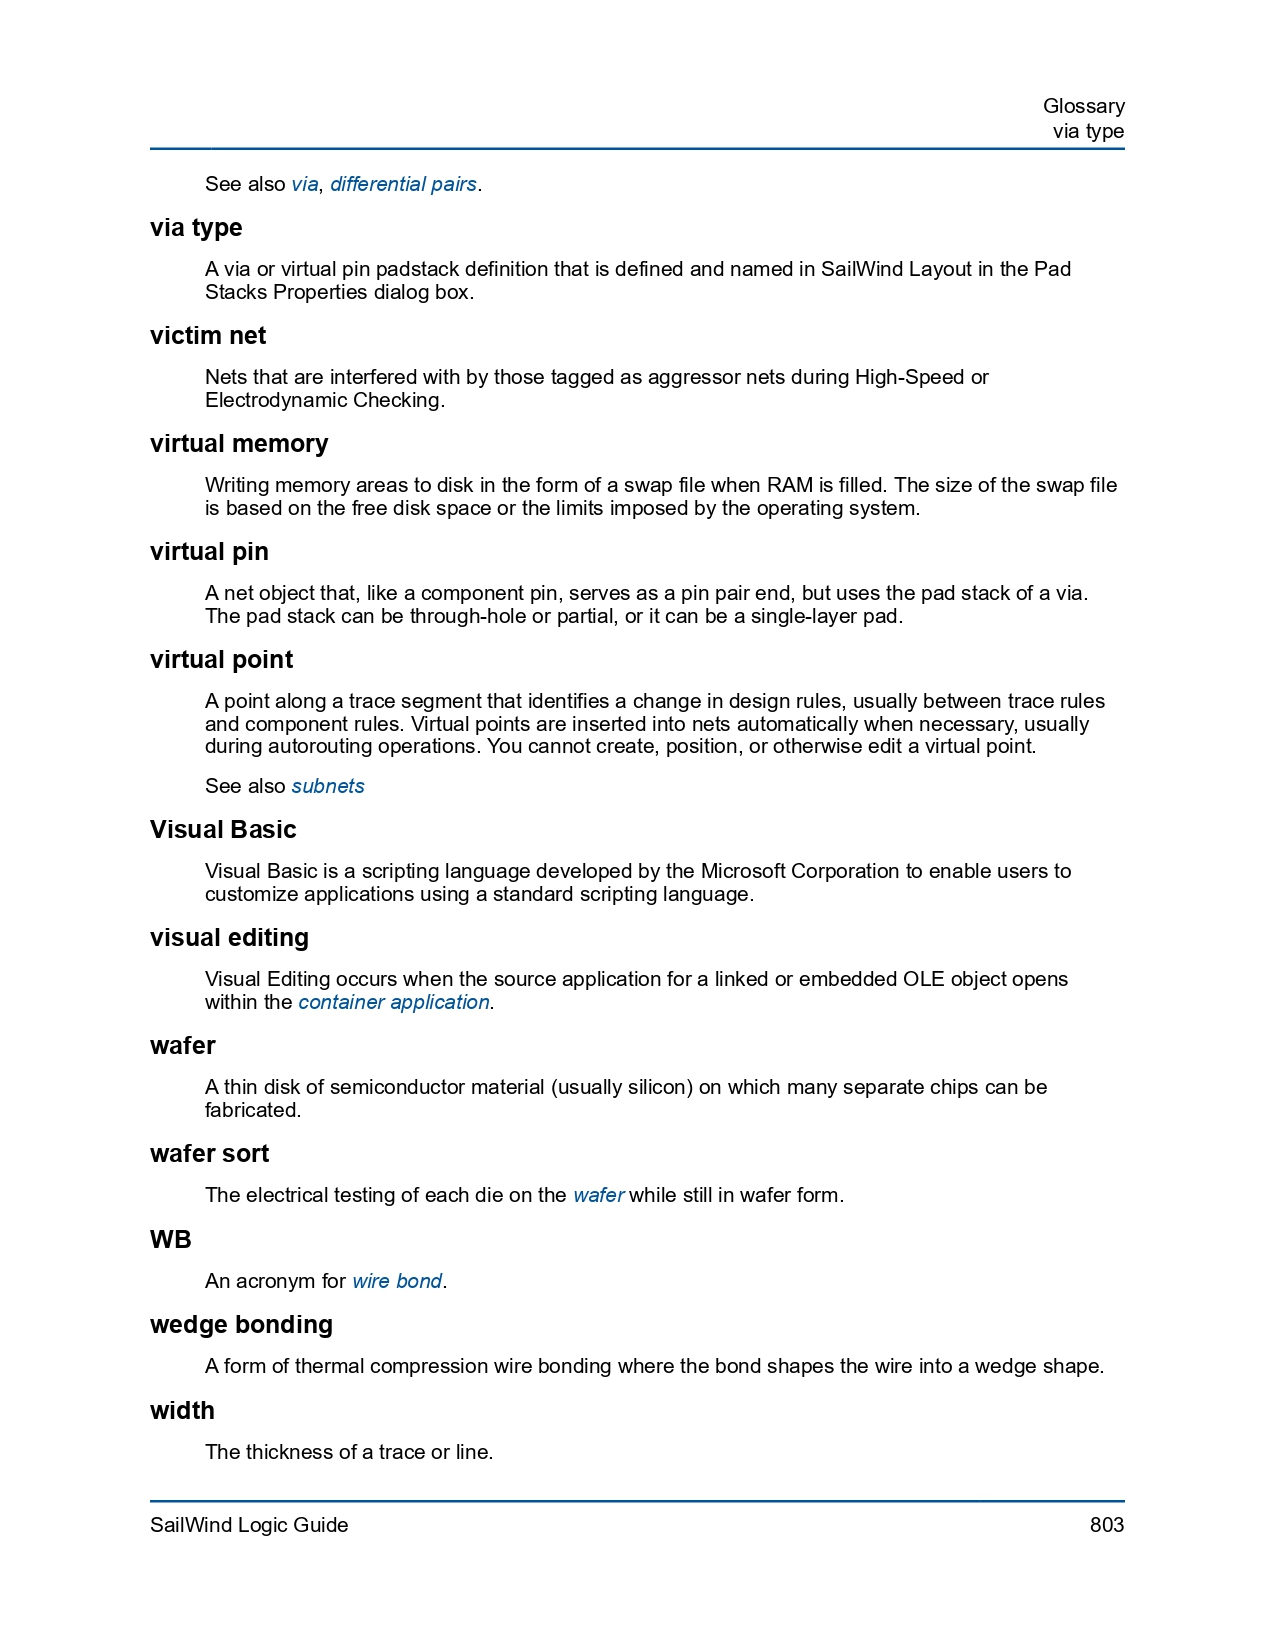 Glossary
via type
See also via, differential pairs.
via type
A via or virtual pin padstack definition that is defined and named in SailWind Layout in the Pad
Stacks Properties dialog box.
victim net
Nets that are interfered with by those tagged as aggressor nets during High-Speed or
Electrodynamic Checking.
virtual memory
Writing memory areas to disk in the form of a swap file when RAM is filled. The size of the swap file
is based on the free disk space or the limits imposed by the operating system.
virtual pin
A net object that, like a component pin, serves as a pin pair end, but uses the pad stack of a via.
The pad stack can be through-hole or partial, or it can be a single-layer pad.
virtual point
A point along a trace segment that identifies a change in design rules, usually between trace rules
and component rules. Virtual points are inserted into nets automatically when necessary, usually
during autorouting operations. You cannot create, position, or otherwise edit a virtual point.
See also subnets
Visual Basic
Visual Basic is a scripting language developed by the Microsoft Corporation to enable users to
customize applications using a standard scripting language.
visual editing
Visual Editing occurs when the source application for a linked or embedded OLE object opens
within the container application.
wafer
A thin disk of semiconductor material (usually silicon) on which many separate chips can be
fabricated.
wafer sort
The electrical testing of each die on the wafer while still in wafer form.
WB
An acronym for wire bond.
wedge bonding
A form of thermal compression wire bonding where the bond shapes the wire into a wedge shape.
width
The thickness of a trace or line.
SailWind Logic Guide 803